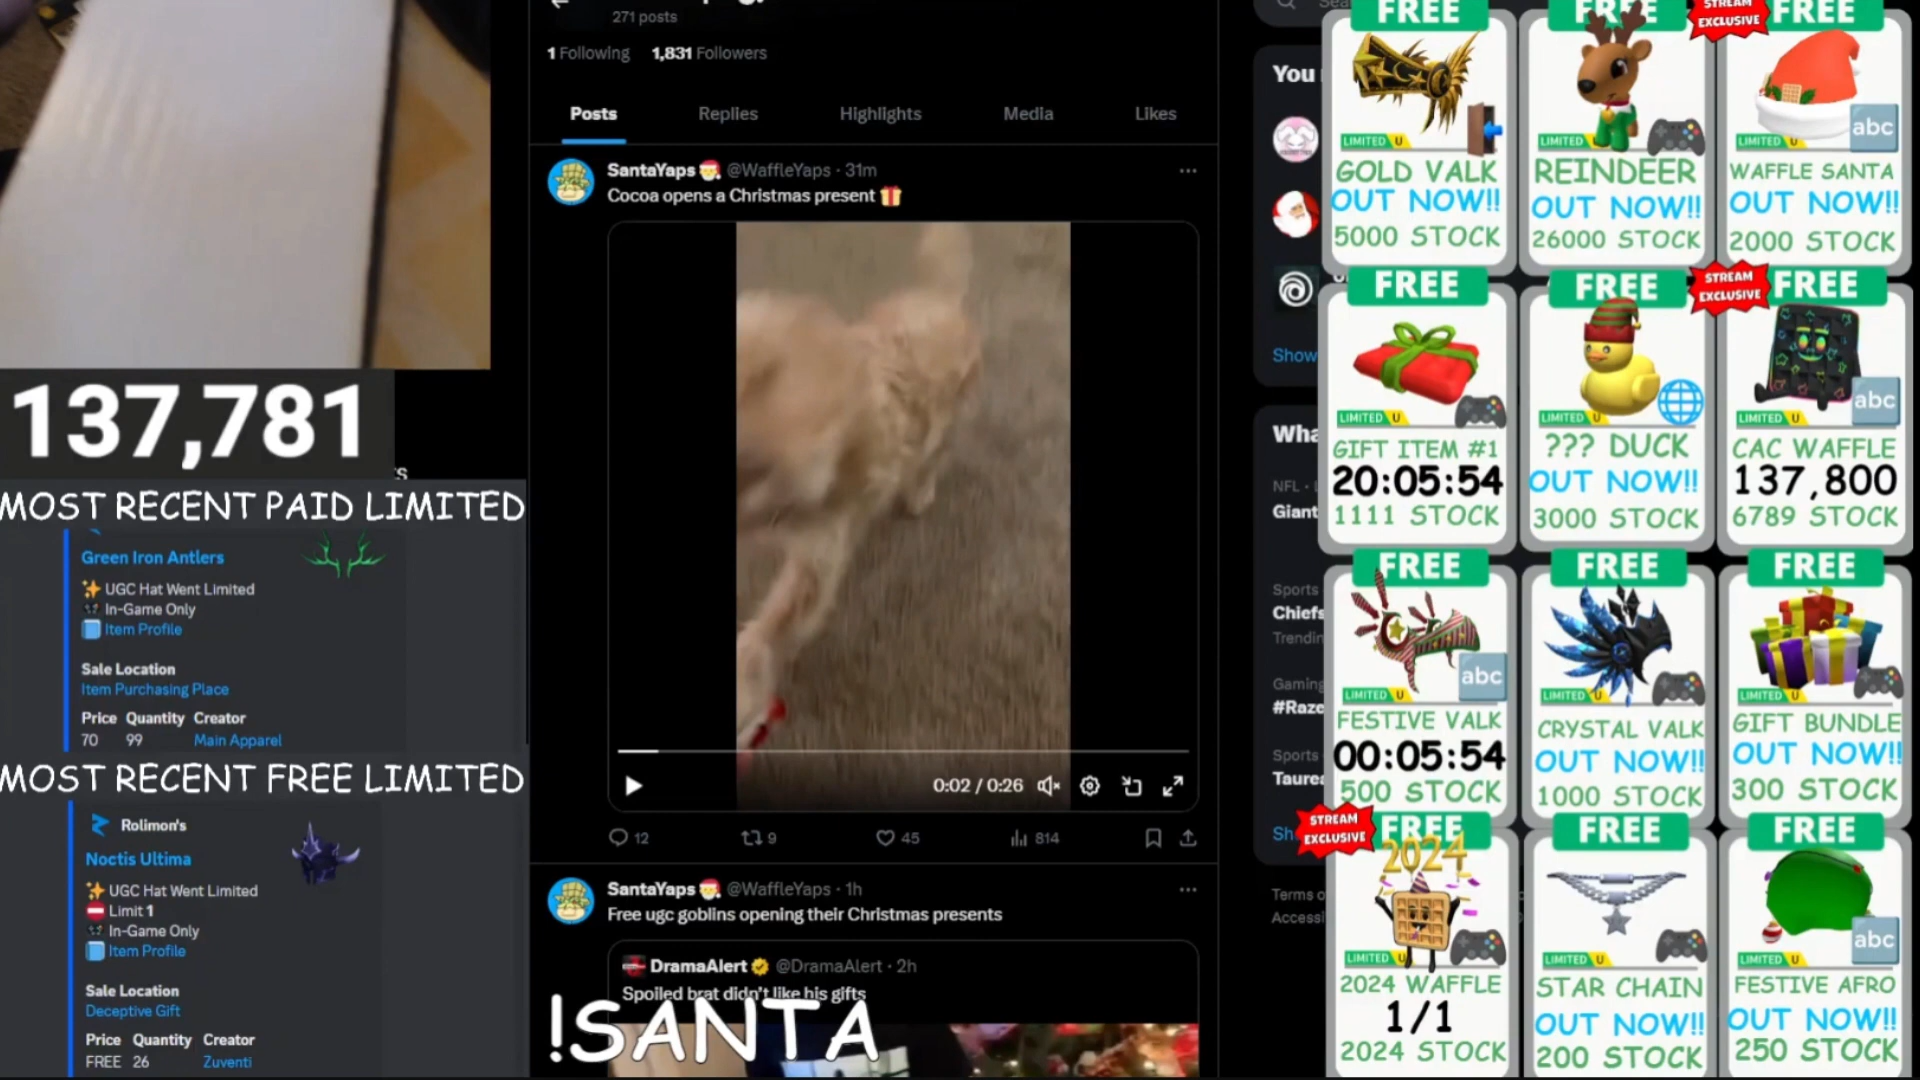 137,781
MOST RECENT PAID LIMITED
Green Iron Antlers
UGC Hat Went Limited
In-Game Only
Item Profile
Sale Location
Item Purchasing Place
Price Quantity Creator
70 99 Main Apparel
MOST RECENT FREE LIMITED
Rolimon's
Noctis Ultima
UGC Hat Went Limited
Limit 1
In-Game Only
Item Profile
Sale Location
Deceptive Gift
Price Quantity Creator
FREE 26 Zuventi
271 posts
1 Following 1,831 Followers
Posts Replies Highlights Media Likes
SantaYaps @WaffleYaps · 31m
Cocoa opens a Christmas present
0:02 / 0:26
12 9 45 814
SantaYaps @WaffleYaps · 1h
Free ugc goblins opening their Christmas presents
DramaAlert @DramaAlert · 2h
Spoiled brat didn't like his gifts
!SANTA
You
Show
NFL
Giant
Sports
Chiefs
Trendin
Gaming
#Raze
Sports
Taurea
Sh
Terms o
Accessi
FREE
LIMITED U
GOLD VALK
OUT NOW!!
5000 STOCK
FREE
LIMITED U
REINDEER
OUT NOW!!
26000 STOCK
STREAM
EXCLUSIVE
FREE
abc
LIMITED U
WAFFLE SANTA
OUT NOW!!
2000 STOCK
FREE
LIMITED U
GIFT ITEM #1
20:05:54
1111 STOCK
FREE
LIMITED U
??? DUCK
OUT NOW!!
3000 STOCK
STREAM
EXCLUSIVE
FREE
abc
LIMITED U
CAC WAFFLE
137,800
6789 STOCK
FREE
abc
LIMITED U
FESTIVE VALK
00:05:54
500 STOCK
FREE
LIMITED U
CRYSTAL VALK
OUT NOW!!
1000 STOCK
FREE
LIMITED U
GIFT BUNDLE
OUT NOW!!
300 STOCK
STREAM
EXCLUSIVE
FREE
2024
LIMITED U
2024 WAFFLE
1/1
2024 STOCK
FREE
LIMITED U
STAR CHAIN
OUT NOW!!
200 STOCK
FREE
abc
LIMITED U
FESTIVE AFRO
OUT NOW!!
250 STOCK